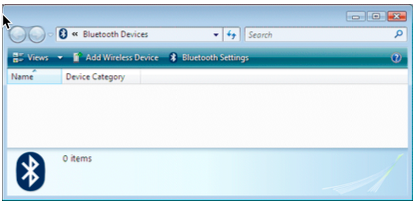 « Bluetooth Devices Search
Views Add Wireless Device Bluetooth Settings ?
Name Device Category
0 items